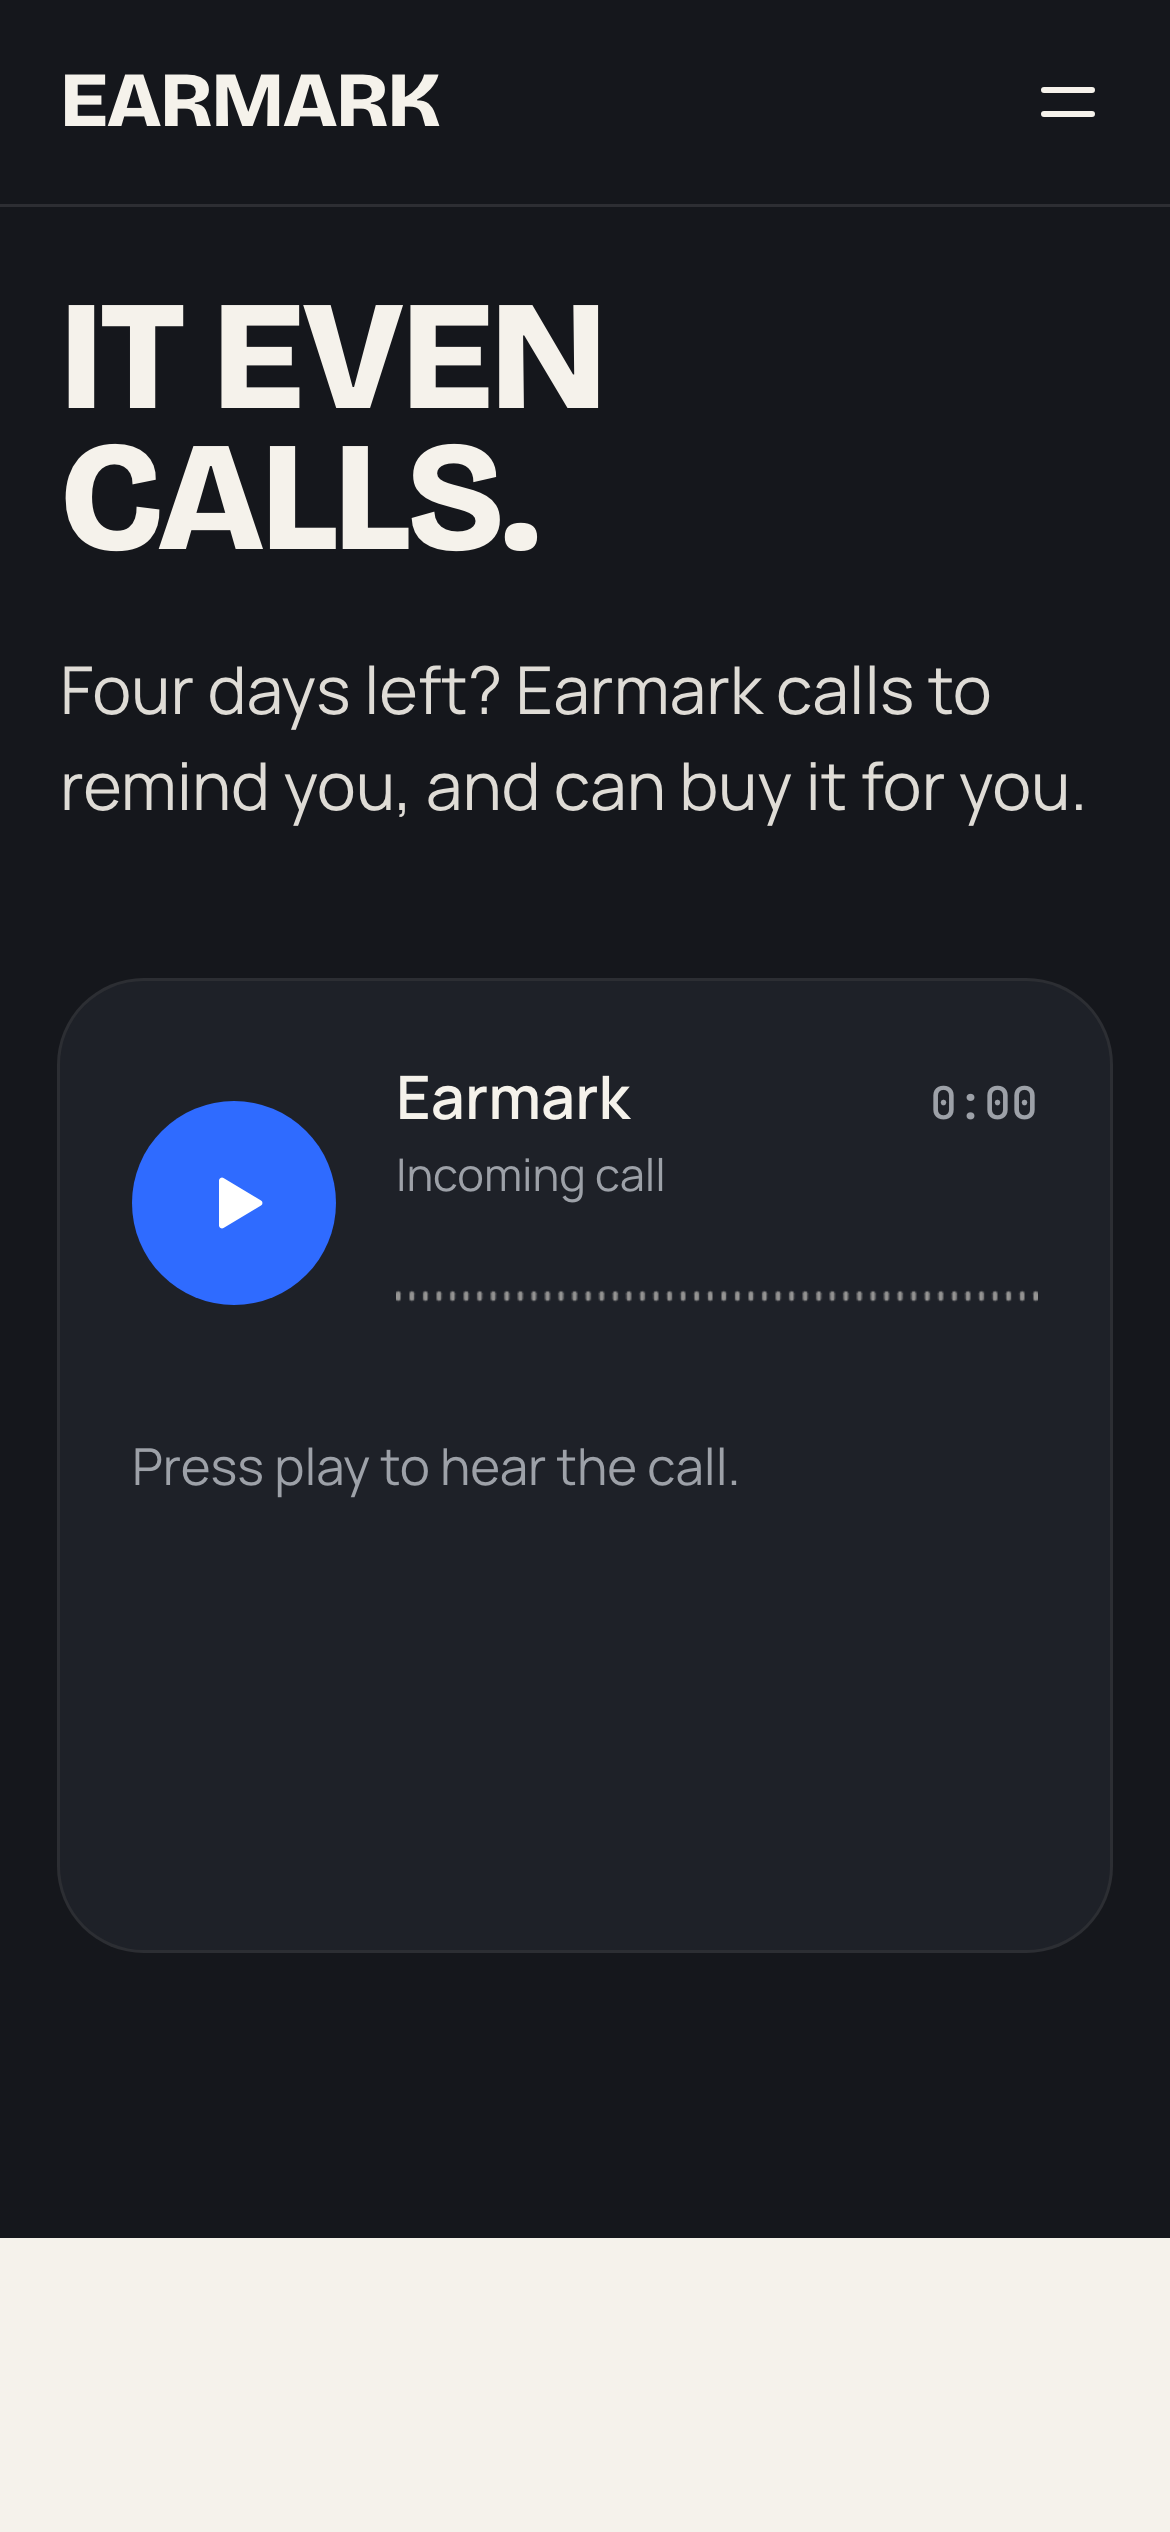 EARMARK
IT EVEN
CALLS.
Four days left? Earmark calls to
remind you, and can buy it for you.
Earmark
0:00
Incoming call
Press play to hear the call.